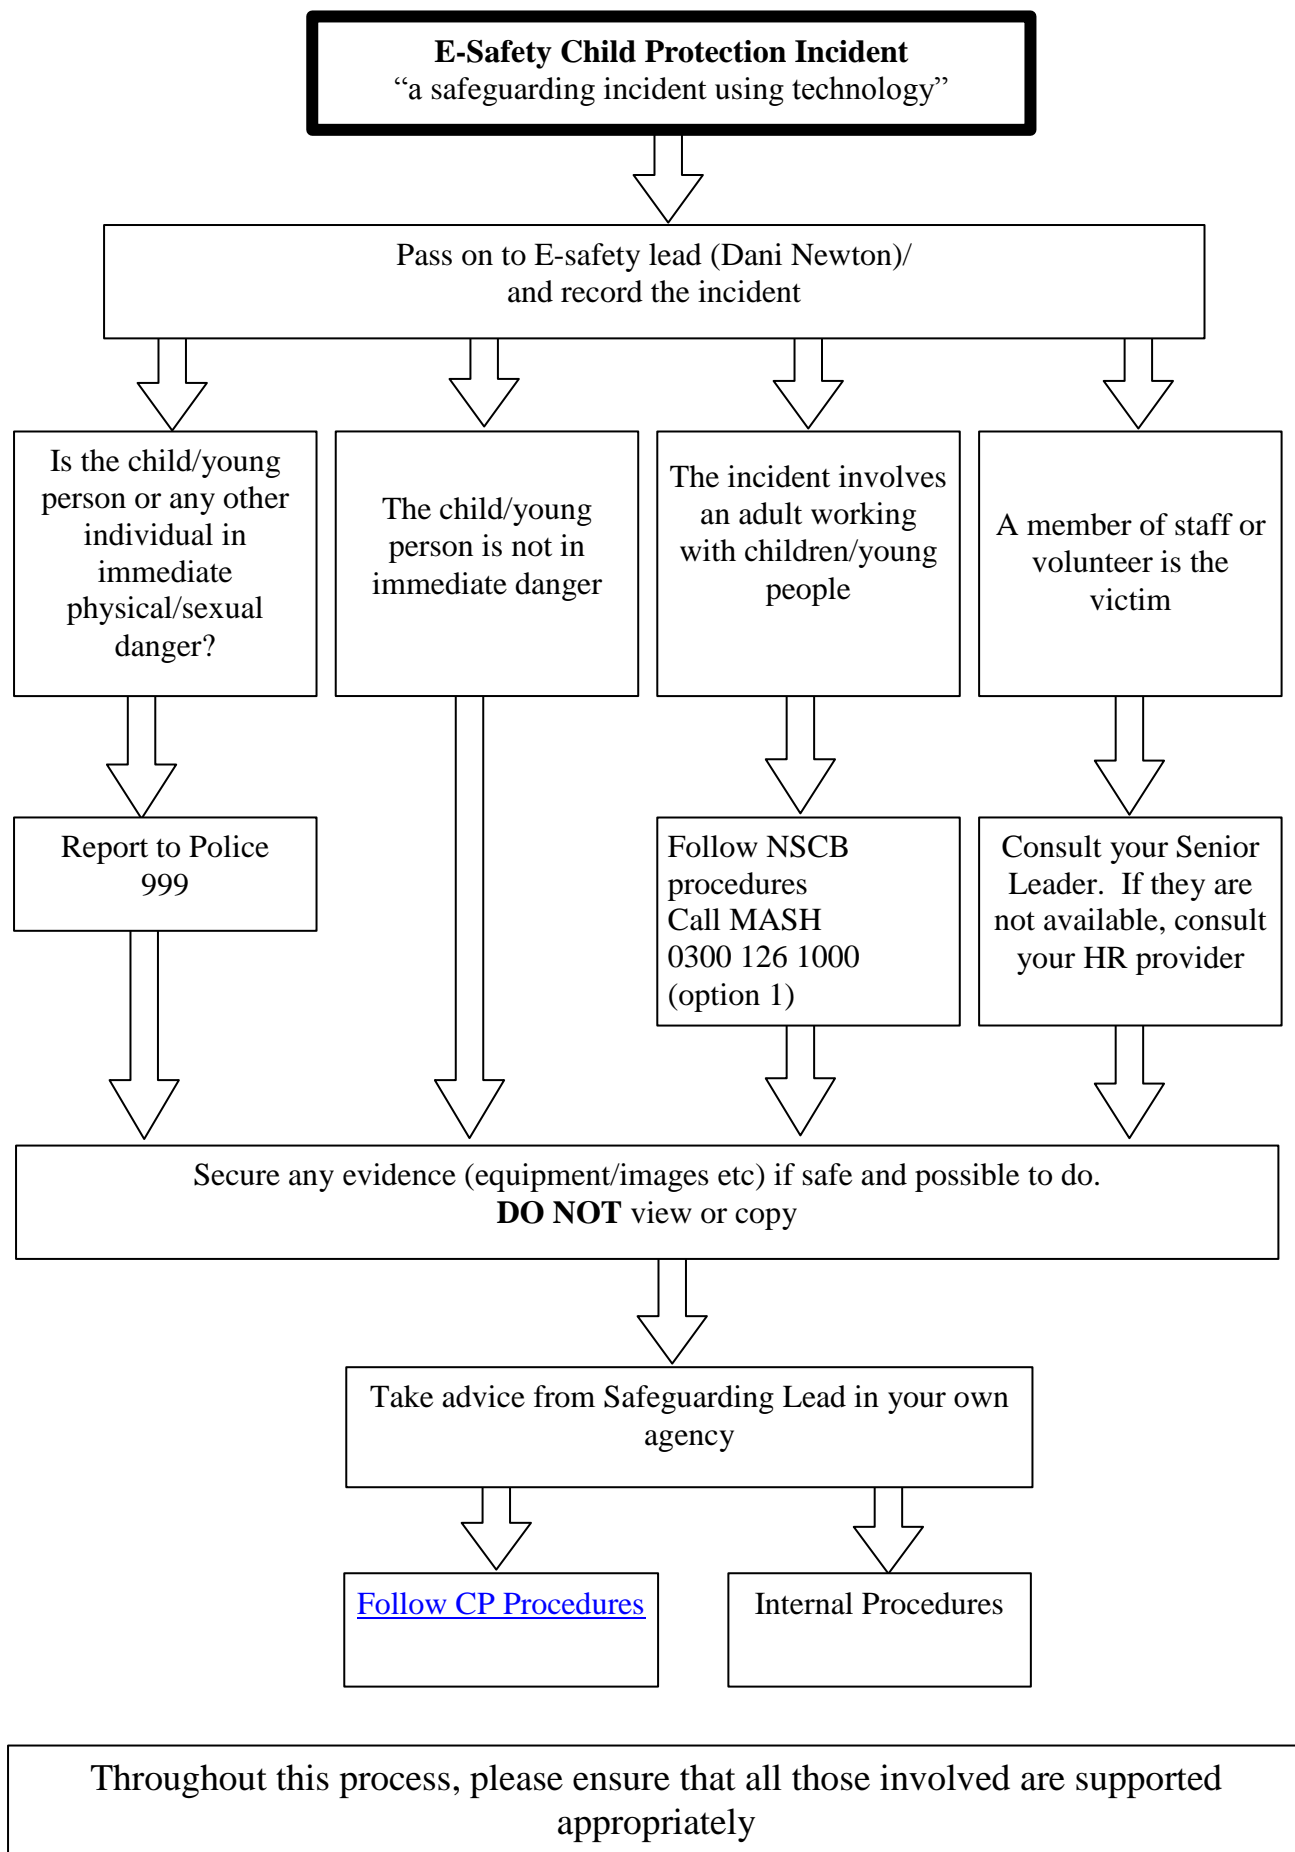 E-Safety Child Protection Incident
“a safeguarding incident using technology”
Pass on to E-safety lead (Dani Newton)/
and record the incident
Is the child/young
person or any other
individual in
immediate
physical/sexual
danger?
The child/young
person is not in
immediate danger
The incident involves
an adult working
with children/young
people
A member of staff or
volunteer is the
victim
Report to Police
999
Follow NSCB
procedures
Call MASH
0300 126 1000
(option 1)
Consult your Senior
Leader.  If they are
not available, consult
your HR provider
Secure any evidence (equipment/images etc) if safe and possible to do.
DO NOT view or copy
Take advice from Safeguarding Lead in your own
agency
Follow CP Procedures
Internal Procedures
Throughout this process, please ensure that all those involved are supported
appropriately